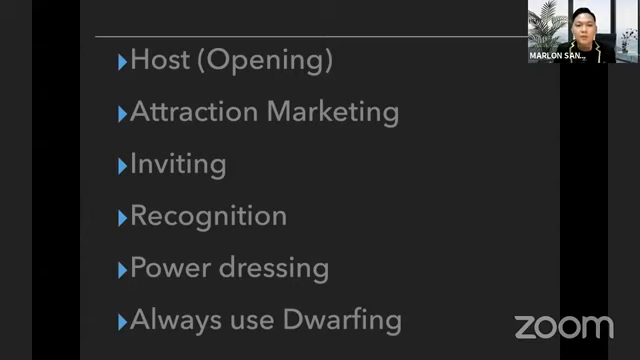 MARLON SAN...
Host (Opening)
Attraction Marketing
Inviting
Recognition
Power dressing
Always use Dwarfing
zoom